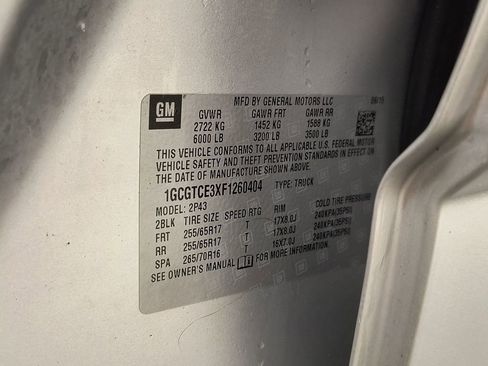 GM
MFD BY GENERAL MOTORS LLC
GVWR GAWR FRT GAWR RR
2722 KG 1452 KG 1588 KG
6000 LB 3200 LB 3500 LB
THIS VEHICLE CONFORMS TO ALL APPLICABLE U.S. FEDERAL MOTOR
VEHICLE SAFETY AND THEFT PREVENTION STANDARDS IN EFFECT ON
THE DATE OF MANUFACTURE SHOWN ABOVE.
1GCGTCE3XF1260404 TYPE: TRUCK
MODEL: 2P43
2BLK TIRE SIZE SPEED RTG RIM COLD TIRE PRESSURE
FRT 255/65R17 T 17X8.0J 240KPA(35PSI)
RR 255/65R17 T 17X8.0J 240KPA(35PSI)
SPA 265/70R16 T 16X7.0J 240KPA(35PSI)
SEE OWNER'S MANUAL FOR MORE INFORMATION.